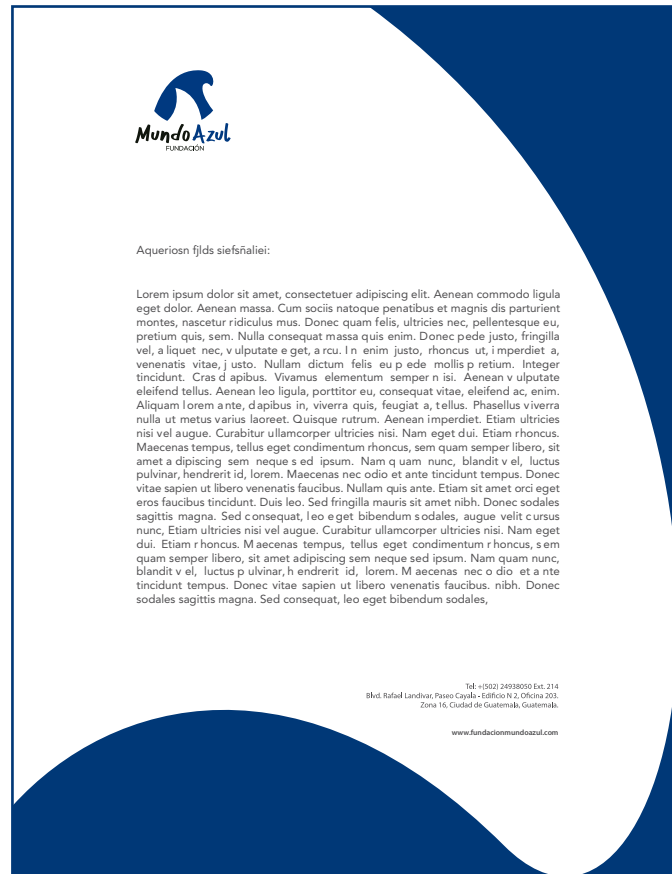 Mundo Azul
FUNDACIÓN
Aqueriosn fjlds siefsñaliei:
Lorem ipsum dolor sit amet, consectetuer adipiscing elit. Aenean commodo ligula
eget dolor. Aenean massa. Cum sociis natoque penatibus et magnis dis parturient
montes, nascetur ridiculus mus. Donec quam felis, ultricies nec, pellentesque eu,
pretium quis, sem. Nulla consequat massa quis enim. Donec pede justo, fringilla
vel, a liquet nec, v ulputate e get, a rcu. I n enim justo, rhoncus ut, i mperdiet a,
venenatis vitae, j usto. Nullam dictum felis eu p ede mollis p retium. Integer
tincidunt. Cras d apibus. Vivamus elementum semper n isi. Aenean v ulputate
eleifend tellus. Aenean leo ligula, porttitor eu, consequat vitae, eleifend ac, enim.
Aliquam l orem a nte, d apibus in, viverra quis, feugiat a, t ellus. Phasellus v iverra
nulla ut metus varius laoreet. Quisque rutrum. Aenean imperdiet. Etiam ultricies
nisi vel augue. Curabitur ullamcorper ultricies nisi. Nam eget dui. Etiam rhoncus.
Maecenas tempus, tellus eget condimentum rhoncus, sem quam semper libero, sit
amet a dipiscing sem neque s ed ipsum. Nam q uam nunc, blandit v el, luctus
pulvinar, hendrerit id, lorem. Maecenas nec odio et ante tincidunt tempus. Donec
vitae sapien ut libero venenatis faucibus. Nullam quis ante. Etiam sit amet orci eget
eros faucibus tincidunt. Duis leo. Sed fringilla mauris sit amet nibh. Donec sodales
sagittis magna. Sed c onsequat, l eo e get bibendum s odales, augue velit c ursus
nunc, Etiam ultricies nisi vel augue. Curabitur ullamcorper ultricies nisi. Nam eget
dui. Etiam r honcus. M aecenas tempus, tellus eget condimentum r honcus, s em
quam semper libero, sit amet adipiscing sem neque sed ipsum. Nam quam nunc,
blandit v el, luctus p ulvinar, h endrerit id, lorem. M aecenas nec o dio et a nte
tincidunt tempus. Donec vitae sapien ut libero venenatis faucibus. nibh. Donec
sodales sagittis magna. Sed consequat, leo eget bibendum sodales,
Tel: +(502) 24938050 Ext. 214
Blvd. Rafael Landivar, Paseo Cayala - Edificio N 2, Oficina 203.
Zona 16, Ciudad de Guatemala, Guatemala.
www.fundacionmundoazul.com